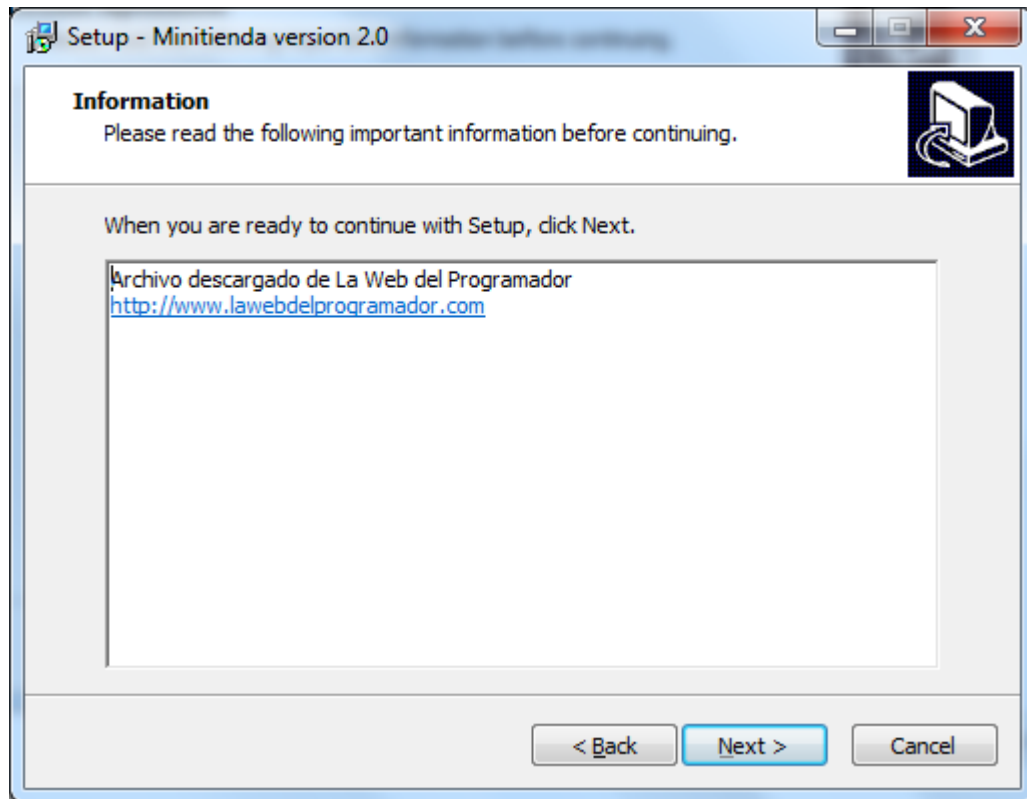 Setup - Minitienda version 2.0
Information
Please read the following important information before continuing.
When you are ready to continue with Setup, click Next.
Archivo descargado de La Web del Programador
http://www.lawebdelprogramador.com
< Back
Next >
Cancel